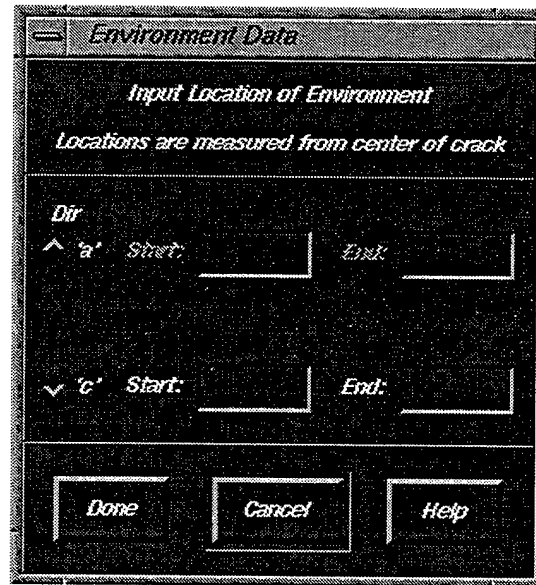 Environment Data
Input Location of Environment
Locations are measured from center of crack
Dir
'a' Start: End:
'c' Start: End:
Done Cancel Help